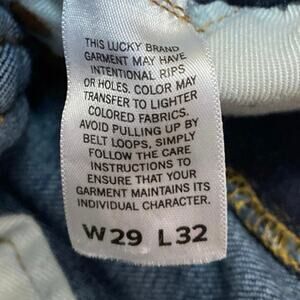 THIS LUCKY BRAND
GARMENT MAY HAVE
INTENTIONAL RIPS
OR HOLES. COLOR MAY
TRANSFER TO LIGHTER
COLORED FABRICS.
AVOID PULLING UP BY
BELT LOOPS, SIMPLY
FOLLOW THE CARE
INSTRUCTIONS TO
ENSURE THAT YOUR
GARMENT MAINTAINS ITS
INDIVIDUAL CHARACTER.
W29 L32